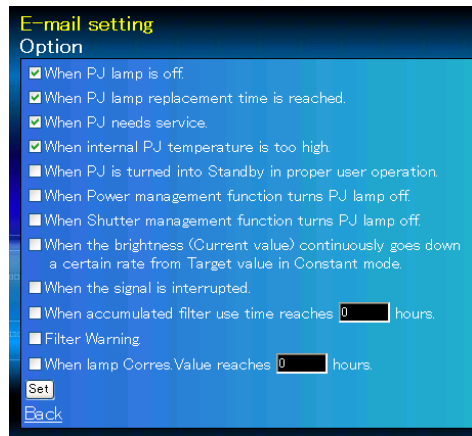 E-mail setting
Option
When PJ lamp is off.
When PJ lamp replacement time is reached.
When PJ needs service.
When internal PJ temperature is too high.
When PJ is turned into Standby in proper user operation.
When Power management function turns PJ lamp off.
When Shutter management function turns PJ lamp off.
When the brightness (Current value) continuously goes down
a certain rate from Target value in Constant mode.
When the signal is interrupted.
When accumulated filter use time reaches 0 hours.
Filter Warning.
When lamp Corres.Value reaches 0 hours.
Set
Back